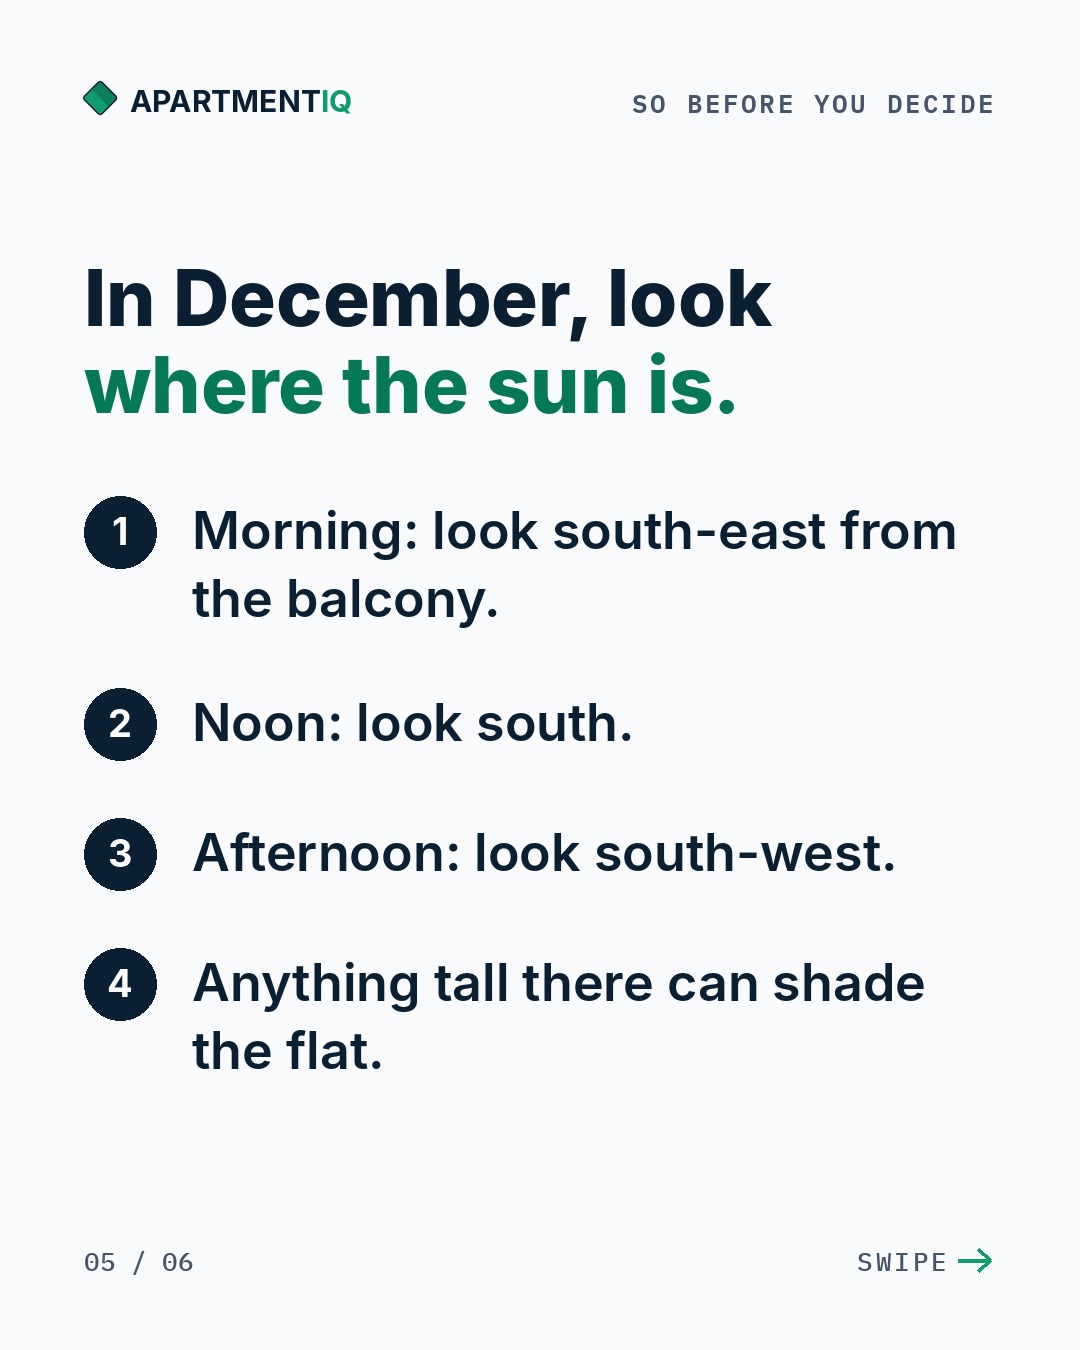 APARTMENTIQ
SO BEFORE YOU DECIDE
In December, look
where the sun is.
1 Morning: look south-east from
the balcony.
2 Noon: look south.
3 Afternoon: look south-west.
4 Anything tall there can shade
the flat.
05 / 06
SWIPE →